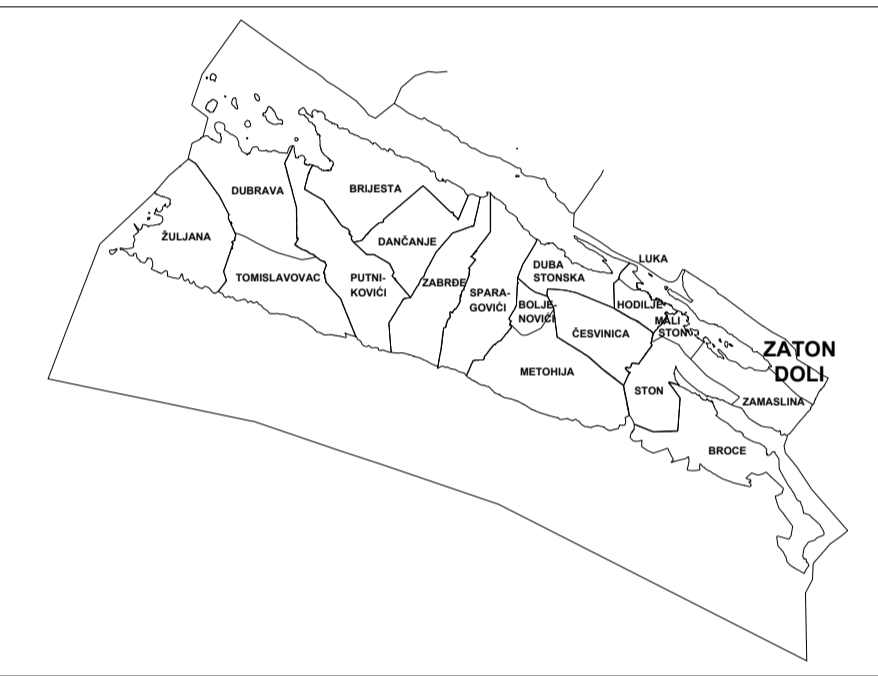 DUBRAVA
BRIJESTA
ŽULJANA
DANČANJE
TOMISLAVOVAC
PUTNI-
KOVIĆI
ZABRĐE
SPARA-
GOVIĆI
DUBA
STONSKA
LUKA
BOLJE-
NOVIĆI
HODILJE
MALI
STON
ČESVINICA
METOHIJA
STON
ZATON
DOLI
ZAMASLINA
BROCE